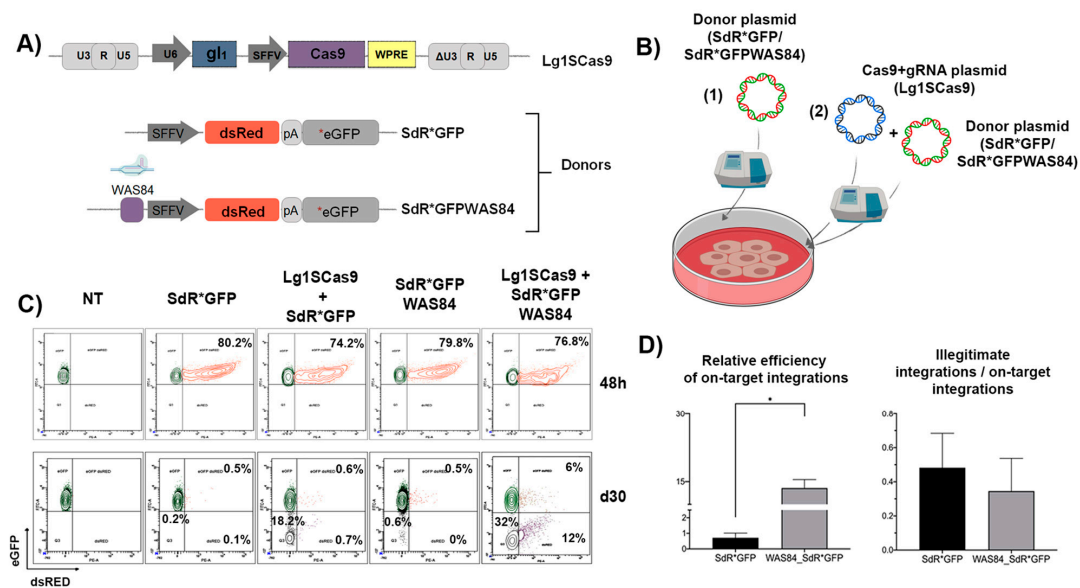 A)
U3 R U5 U6 gl₁ SFFV Cas9 WPRE ΔU3 R U5
Lg1SCas9
SFFV dsRed pA *eGFP SdR*GFP
Donors
WAS84
SFFV dsRed pA *eGFP SdR*GFPWAS84
B)
Donor plasmid
(SdR*GFP/
SdR*GFPWAS84)
(1)
Cas9+gRNA plasmid
(Lg1SCas9)
(2)
+
Donor plasmid
(SdR*GFP/
SdR*GFPWAS84)
C)
NT
SdR*GFP
Lg1SCas9
+
SdR*GFP
SdR*GFP
WAS84
Lg1SCas9 +
SdR*GFP
WAS84
80.2%
74.2%
79.8%
76.8%
48h
0.5%
0.2%
0.1%
0.6%
18.2%
0.7%
0.5%
0.6%
0%
6%
32%
12%
d30
eGFP
dsRED
D)
Relative efficiency
of on-target integrations
*
30
15
2
1
0
SdR*GFP WAS84_SdR*GFP
Illegitimate
integrations / on-target
integrations
0.8
0.6
0.4
0.2
0.0
SdR*GFP WAS84_SdR*GFP